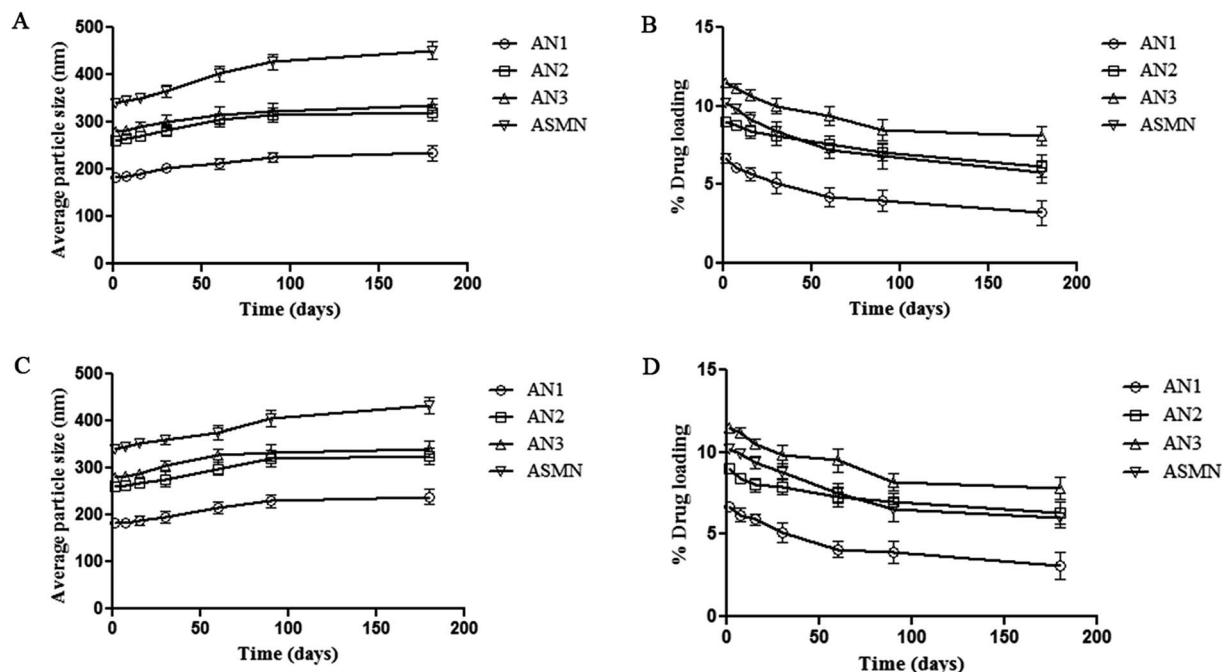 A
Average particle size (nm)
500
400
300
200
100
0
0 50 100 150 200
Time (days)
AN1
AN2
AN3
ASMN
B
% Drug loading
15
10
5
0
0 50 100 150 200
Time (days)
AN1
AN2
AN3
ASMN
C
Average particle size (nm)
500
400
300
200
100
0
0 50 100 150 200
Time (days)
AN1
AN2
AN3
ASMN
D
% Drug loading
15
10
5
0
0 50 100 150 200
Time (days)
AN1
AN2
AN3
ASMN